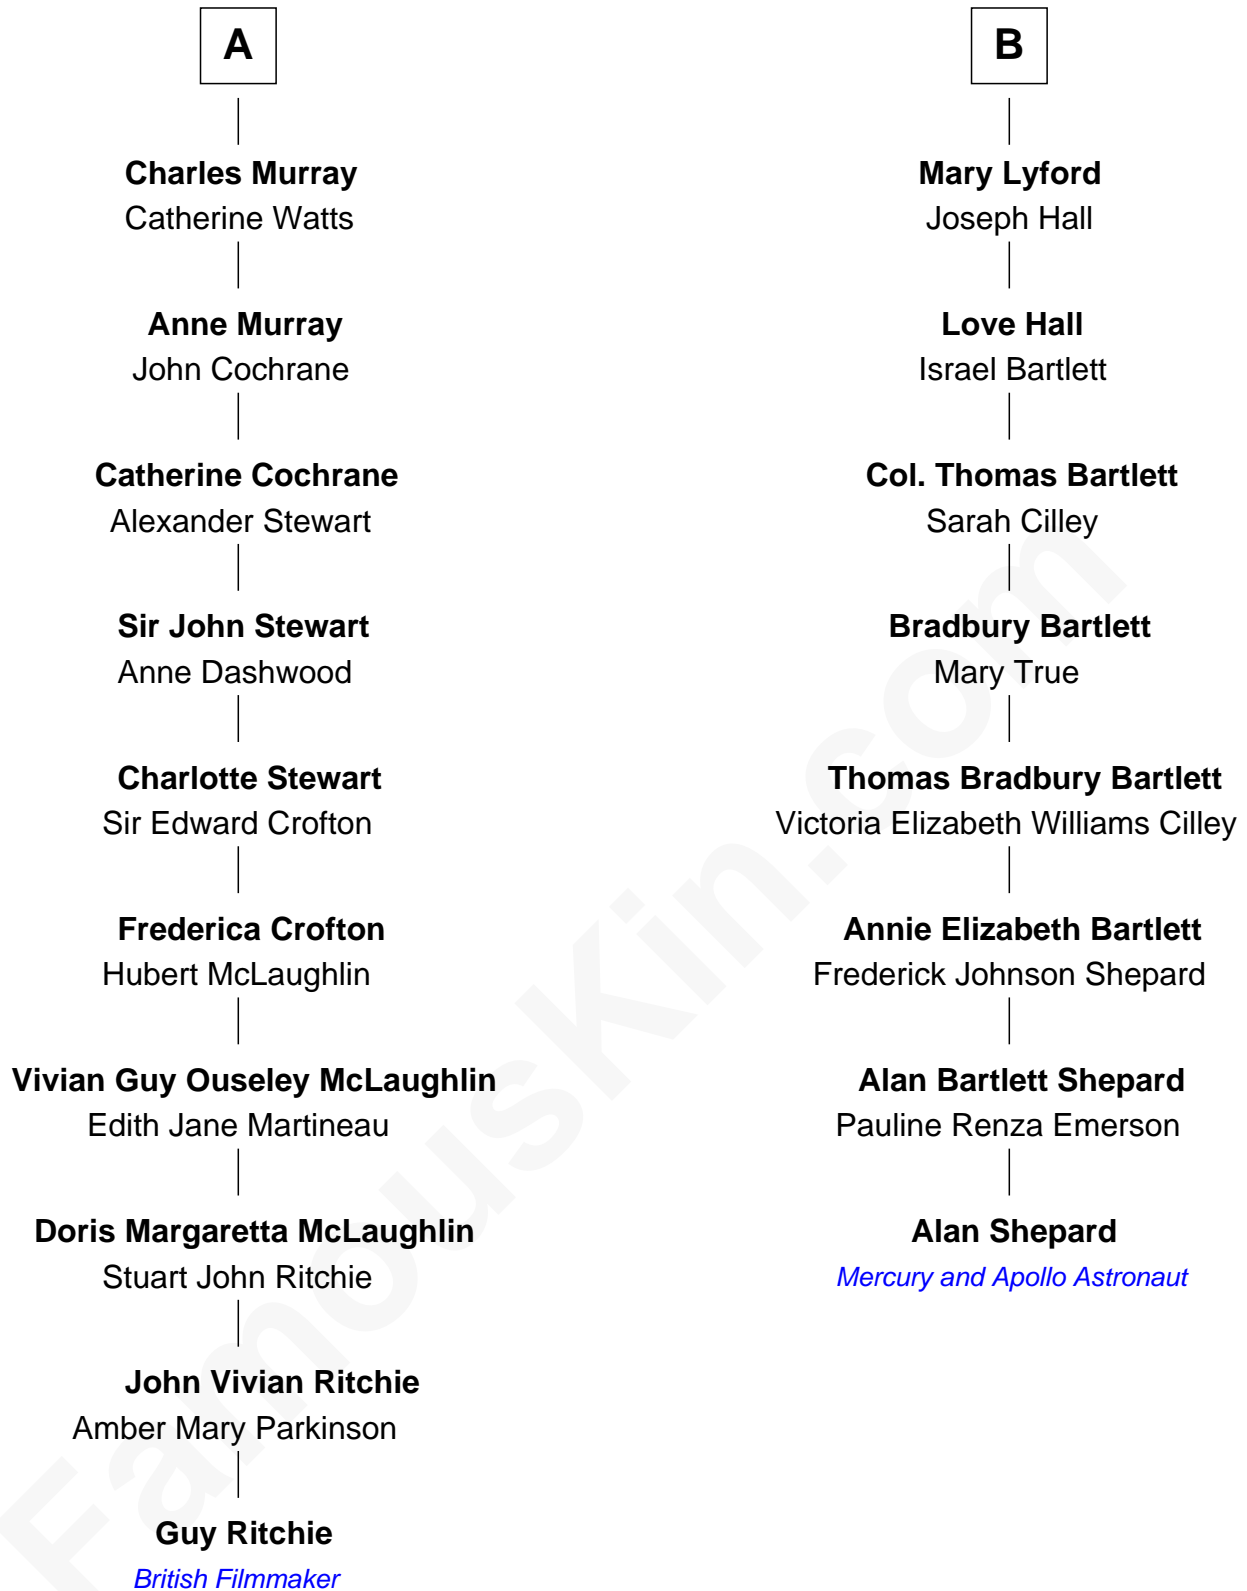 A
Charles Murray
Catherine Watts
Anne Murray
John Cochrane
Catherine Cochrane
Alexander Stewart
Sir John Stewart
Anne Dashwood
Charlotte Stewart
Sir Edward Crofton
Frederica Crofton
Hubert McLaughlin
Vivian Guy Ouseley McLaughlin
Edith Jane Martineau
Doris Margaretta McLaughlin
Stuart John Ritchie
John Vivian Ritchie
Amber Mary Parkinson
Guy Ritchie
British Filmmaker
B
Mary Lyford
Joseph Hall
Love Hall
Israel Bartlett
Col. Thomas Bartlett
Sarah Cilley
Bradbury Bartlett
Mary True
Thomas Bradbury Bartlett
Victoria Elizabeth Williams Cilley
Annie Elizabeth Bartlett
Frederick Johnson Shepard
Alan Bartlett Shepard
Pauline Renza Emerson
Alan Shepard
Mercury and Apollo Astronaut
FamousKin.com